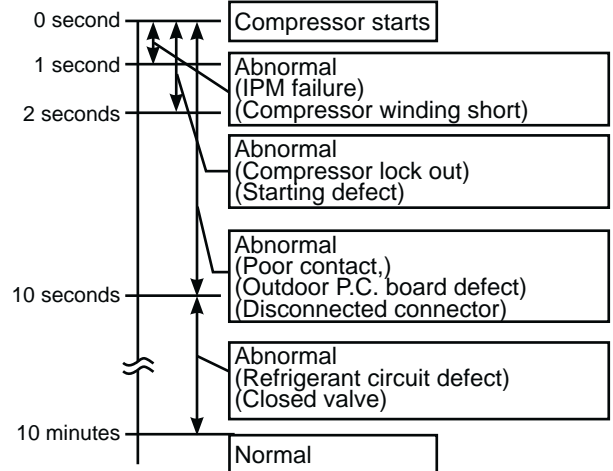 0 second
Compressor starts
1 second
Abnormal
(IPM failure)
(Compressor winding short)
2 seconds
Abnormal
(Compressor lock out)
(Starting defect)
Abnormal
(Poor contact,)
(Outdoor P.C. board defect)
(Disconnected connector)
10 seconds
Abnormal
(Refrigerant circuit defect)
(Closed valve)
10 minutes
Normal